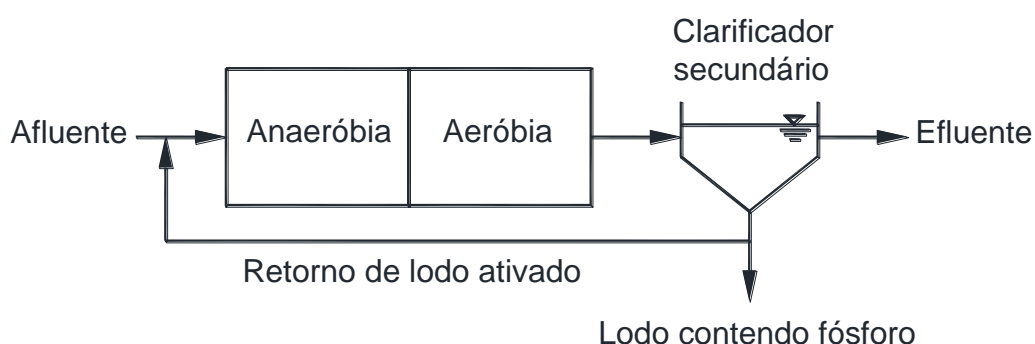 Clarificador
secundário
Afluente
Anaeróbia
Aeróbia
Efluente
Retorno de lodo ativado
Lodo contendo fósforo